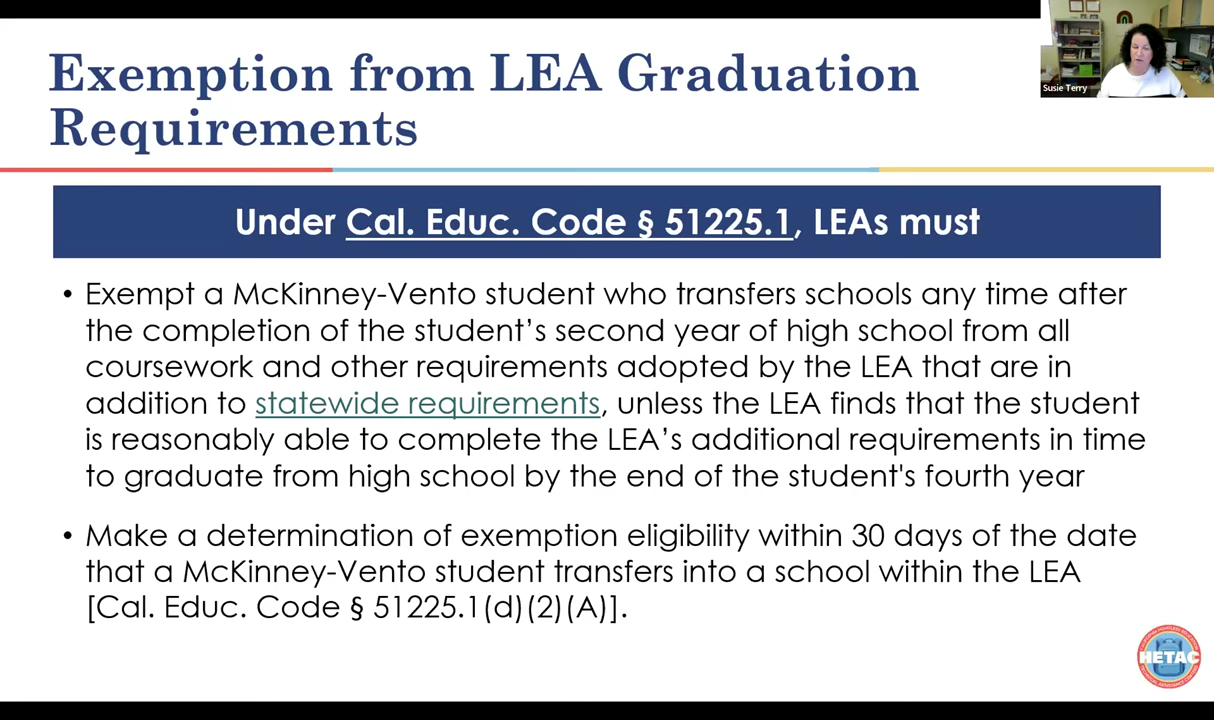 Exemption from LEA Graduation
Requirements
Susie Terry
Under Cal. Educ. Code § 51225.1, LEAs must
• Exempt a McKinney-Vento student who transfers schools any time after
the completion of the student’s second year of high school from all
coursework and other requirements adopted by the LEA that are in
addition to statewide requirements, unless the LEA finds that the student
is reasonably able to complete the LEA’s additional requirements in time
to graduate from high school by the end of the student's fourth year
• Make a determination of exemption eligibility within 30 days of the date
that a McKinney-Vento student transfers into a school within the LEA
[Cal. Educ. Code § 51225.1(d)(2)(A)].
HETAC